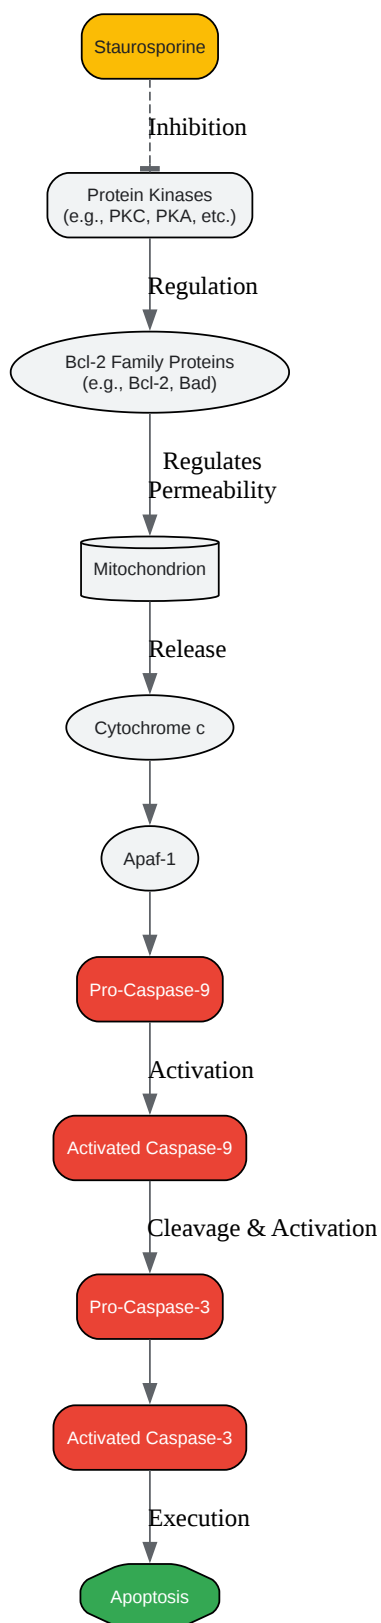 Staurosporine
Inhibition
Protein Kinases
(e.g., PKC, PKA, etc.)
Regulation
Bcl-2 Family Proteins
(e.g., Bcl-2, Bad)
Regulates
Permeability
Mitochondrion
Release
Cytochrome c
Apaf-1
Pro-Caspase-9
Activation
Activated Caspase-9
Cleavage & Activation
Pro-Caspase-3
Activated Caspase-3
Execution
Apoptosis